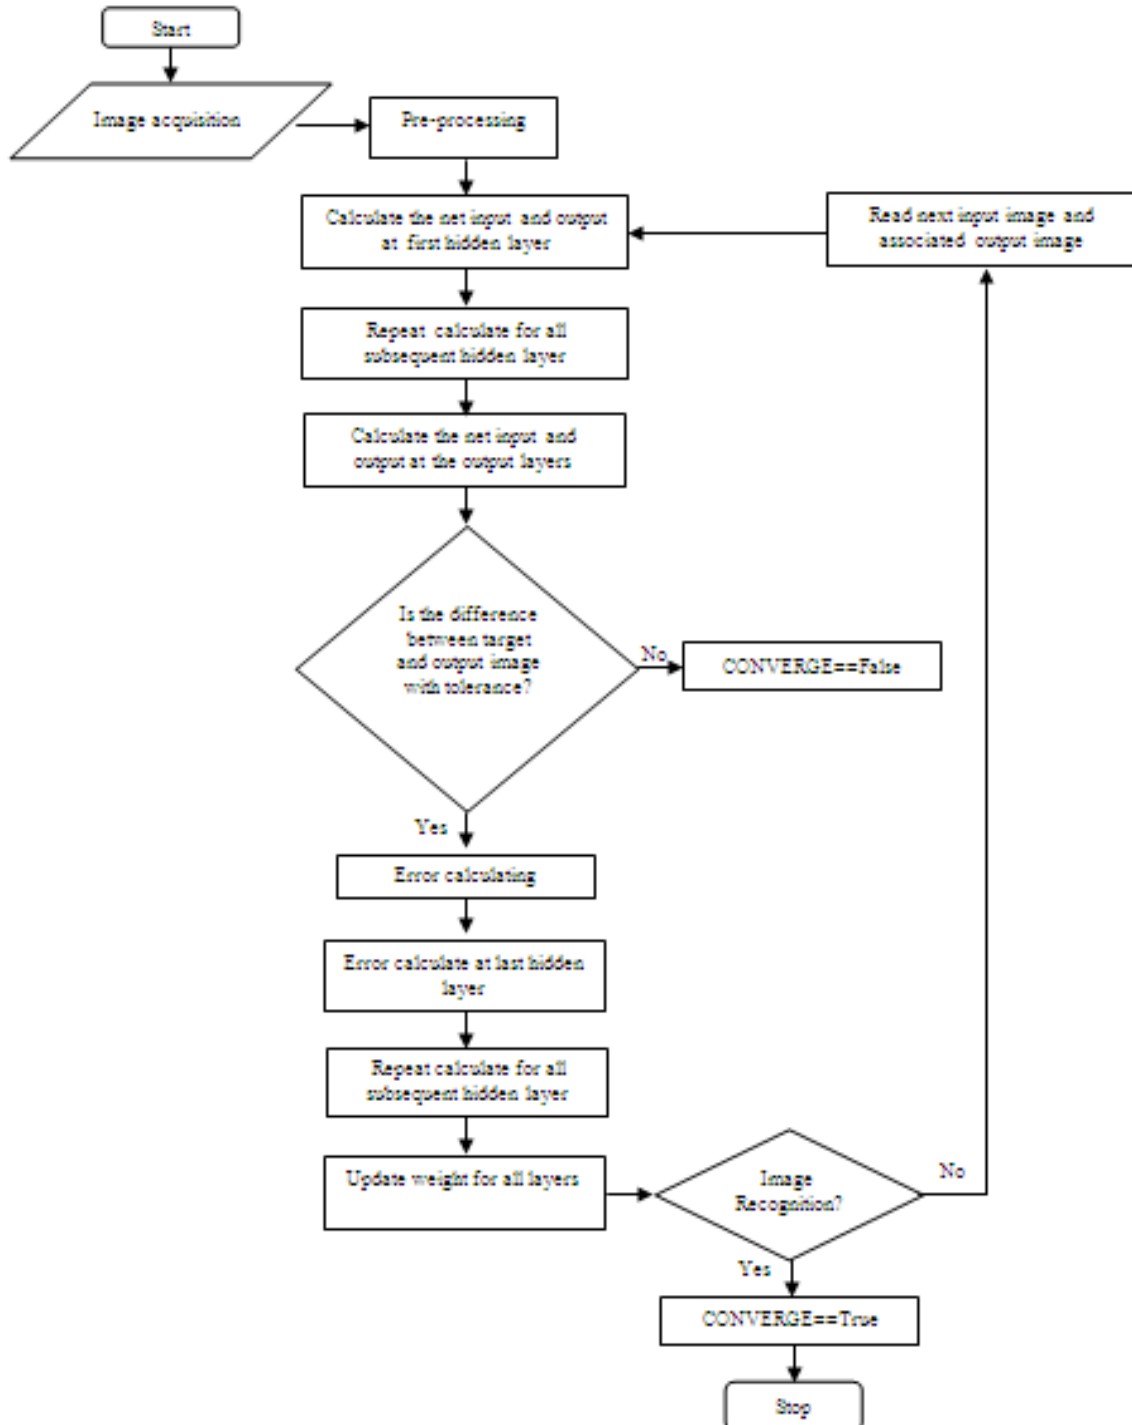 Start
Image acquisition
Pre-processing
Calculate the net input and output
at first hidden layer
Read next input image and
associated output image
Repeat calculate for all
subsequent hidden layer
Calculate the net input and
output at the output layers
Is the difference
between target
and output image
with tolerance?
No
CONVERGE==False
Yes
Error calculating
Error calculate at last hidden
layer
Repeat calculate for all
subsequent hidden layer
Update weight for all layers
Image
Recognition?
No
Yes
CONVERGE==True
Stop